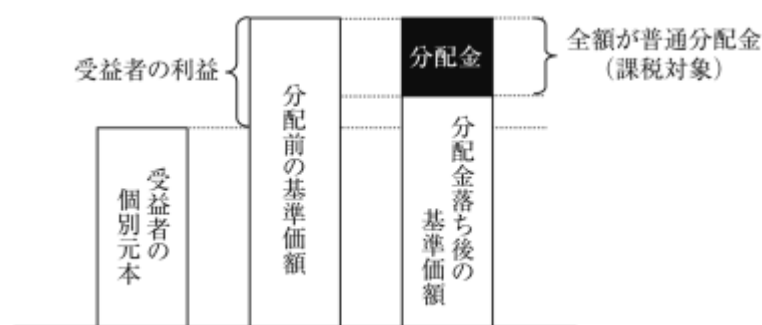 受益者の利益
受益者の
個別元本
分配前の基準価額
分配金
分配金落ち後の
基準価額
全額が普通分配金
（課税対象）